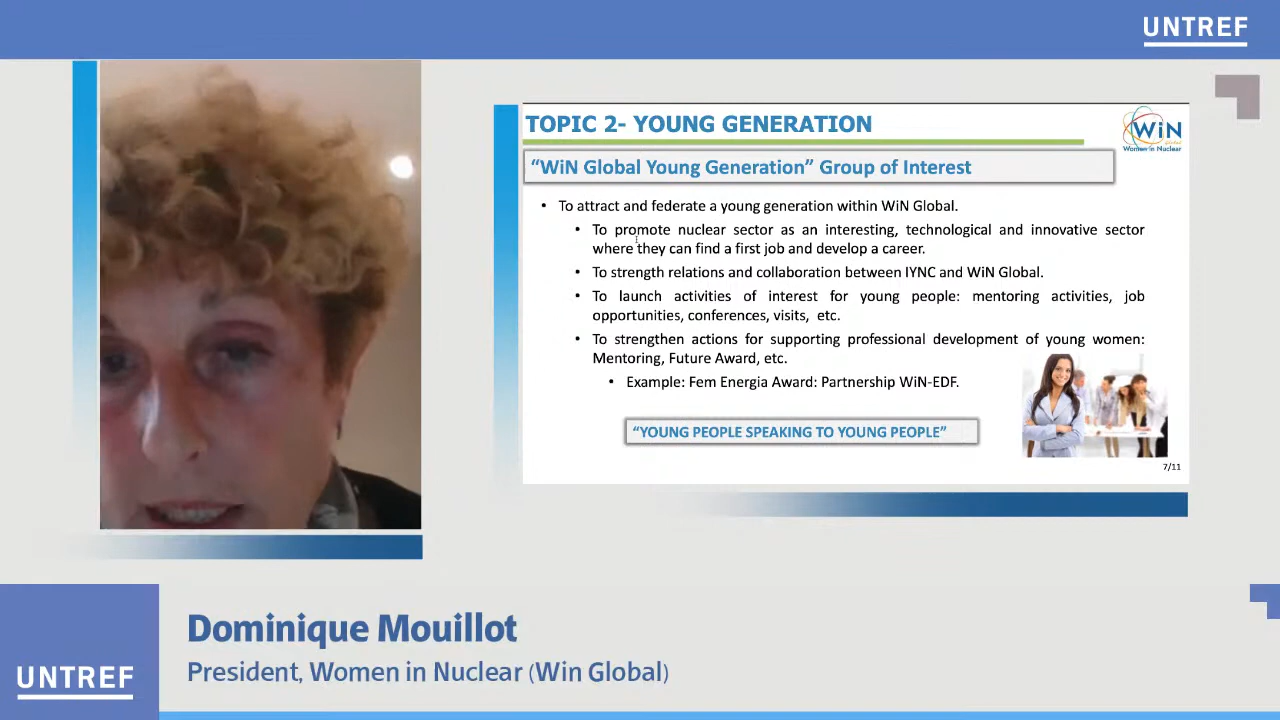 UNTREF
TOPIC 2- YOUNG GENERATION
WiN
Global
Women in Nuclear
“WiN Global Young Generation” Group of Interest
• To attract and federate a young generation within WiN Global.
• To promote nuclear sector as an interesting, technological and innovative sector
where they can find a first job and develop a career.
• To strength relations and collaboration between IYNC and WiN Global.
• To launch activities of interest for young people: mentoring activities, job
opportunities, conferences, visits, etc.
• To strengthen actions for supporting professional development of young women:
Mentoring, Future Award, etc.
• Example: Fem Energia Award: Partnership WiN-EDF.
“YOUNG PEOPLE SPEAKING TO YOUNG PEOPLE”
7/11
Dominique Mouillot
President, Women in Nuclear (Win Global)
UNTREF